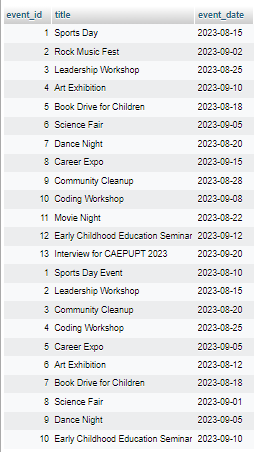 event_id title event_date
1 Sports Day 2023-08-15
2 Rock Music Fest 2023-09-02
3 Leadership Workshop 2023-08-25
4 Art Exhibition 2023-09-10
5 Book Drive for Children 2023-08-18
6 Science Fair 2023-09-05
7 Dance Night 2023-08-20
8 Career Expo 2023-09-15
9 Community Cleanup 2023-08-28
10 Coding Workshop 2023-09-08
11 Movie Night 2023-08-22
12 Early Childhood Education Seminar 2023-09-12
13 Interview for CAEPUPT 2023 2023-09-20
1 Sports Day Event 2023-08-10
2 Leadership Workshop 2023-08-15
3 Community Cleanup 2023-08-20
4 Coding Workshop 2023-08-25
5 Career Expo 2023-09-05
6 Art Exhibition 2023-08-12
7 Book Drive for Children 2023-08-18
8 Science Fair 2023-09-01
9 Dance Night 2023-09-05
10 Early Childhood Education Seminar 2023-09-10